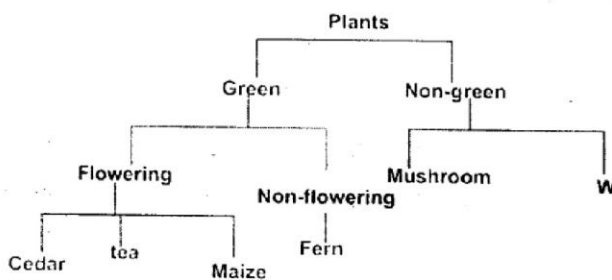 Plants
Green Non-green
Flowering Mushroom W
Non-flowering
Cedar tea Maize Fern